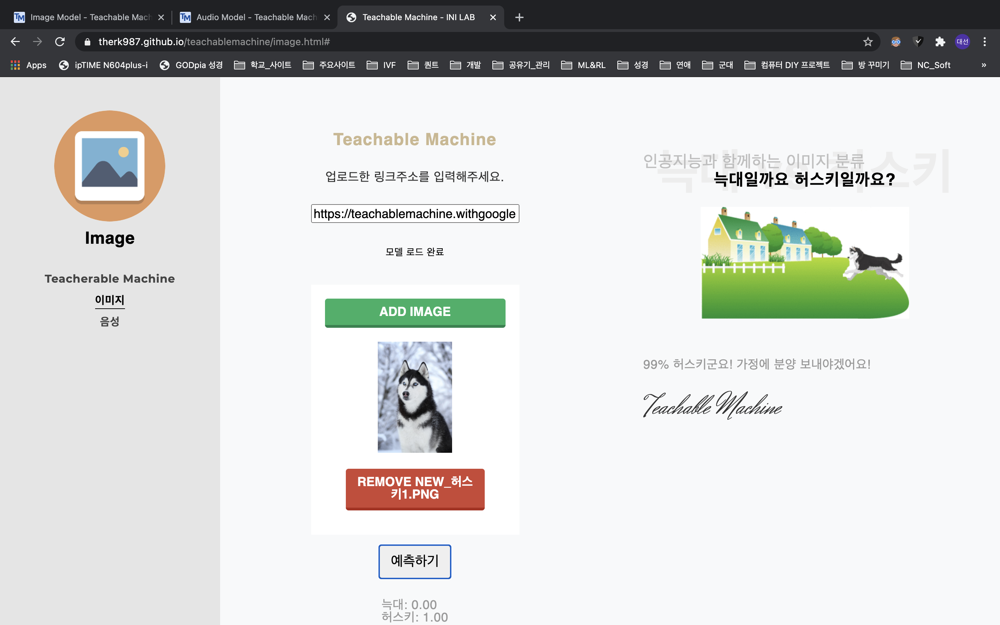 Image Model - Teachable Mach
Audio Model - Teachable Mach
Teachable Machine - INI LAB
therk987.github.io/teachablemachine/image.html#
대선
Apps
ipTIME N604plus-i
GODpia 성경
학교_사이트
주요사이트
IVF
퀀트
개발
공유기_관리
ML&RL
성경
연애
군대
컴퓨터 DIY 프로젝트
방 꾸미기
NC_Soft
»
Image
Teacherable Machine
이미지
음성
Teachable Machine
업로드한 링크주소를 입력해주세요.
https://teachablemachine.withgoogle
모델 로드 완료
ADD IMAGE
REMOVE NEW_허스
키1.PNG
예측하기
늑대: 0.00
허스키: 1.00
늑대 vs 허스키
인공지능과 함께하는 이미지 분류
늑대일까요 허스키일까요?
99% 허스키군요! 가정에 분양 보내야겠어요!
Teachable Machine